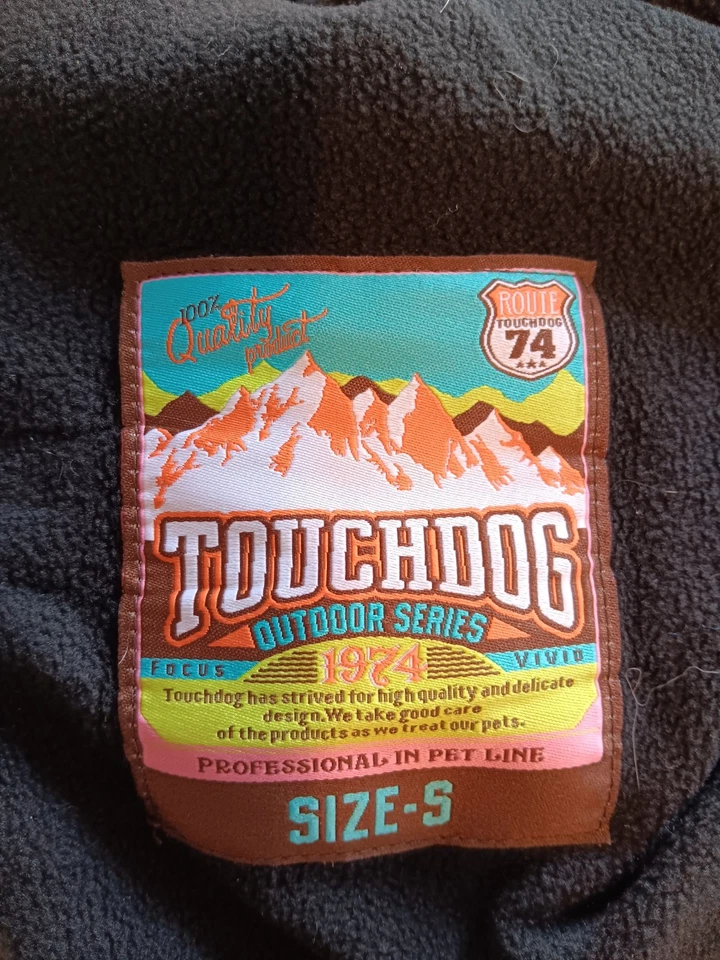 100%
Quality
product
ROUTE
TOUCHDOG
74
TOUCHDOG
OUTDOOR SERIES
FOCUS
1974
VIVID
Touchdog has strived for high quality and delicate
design.We take good care
of the products as we treat our pets.
PROFESSIONAL IN PET LINE
SIZE-S